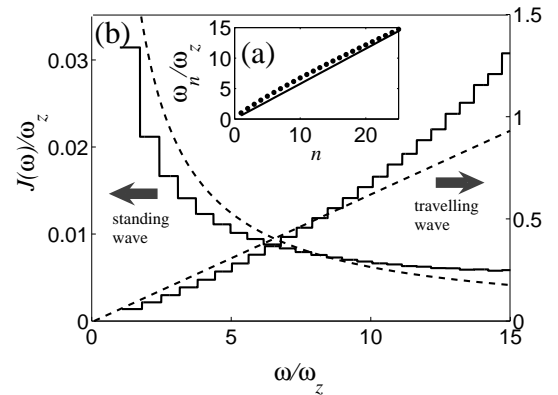 (b)
(a)
ωₙ/ω_z
15
10
5
0
0 10 20
n
J(ω)/ω_z
0.03
0.02
0.01
0
1.5
1
0.5
0
standing
wave
travelling
wave
0 5 10 15
ω/ω_z